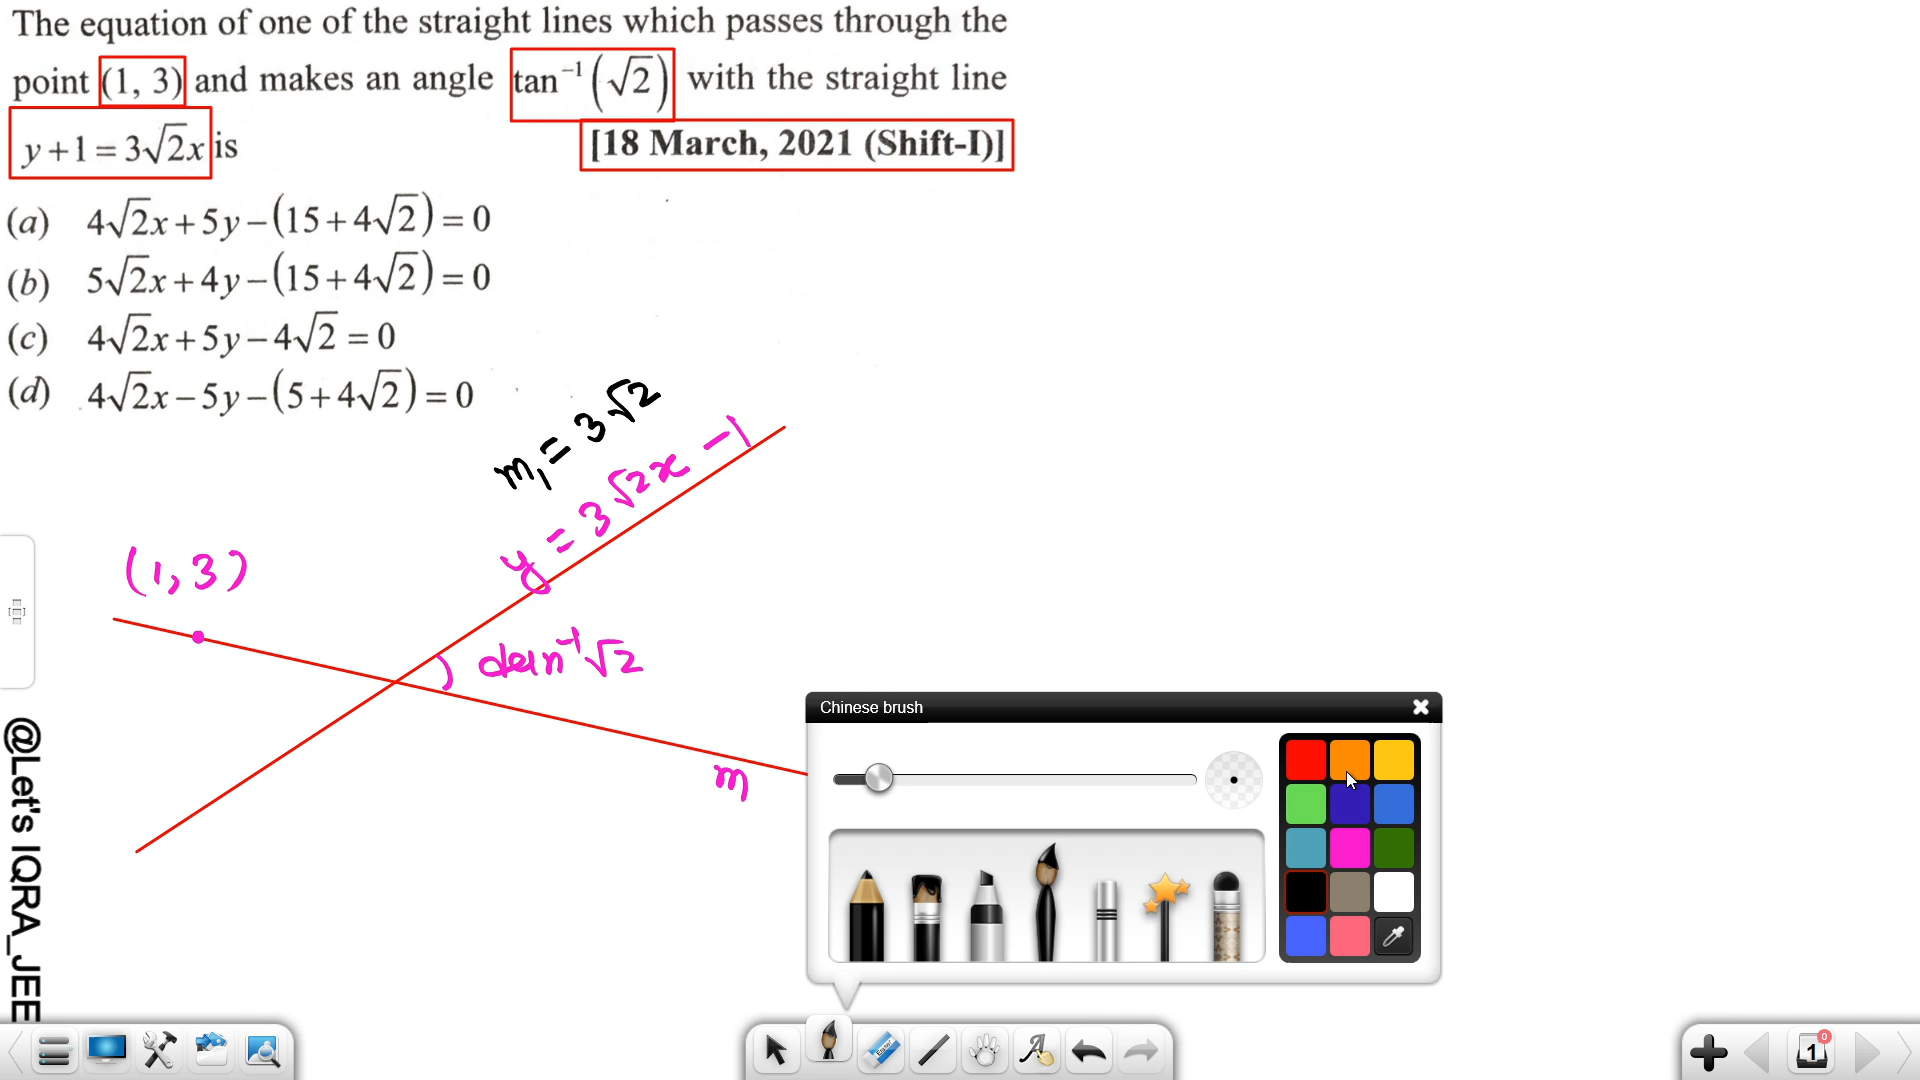 The equation of one of the straight lines which passes through the
point (1, 3) and makes an angle tan⁻¹(√2) with the straight line
y+1=3√2x is [18 March, 2021 (Shift-I)]
(a) 4√2x+5y−(15+4√2)=0
(b) 5√2x+4y−(15+4√2)=0
(c) 4√2x+5y−4√2=0
(d) 4√2x−5y−(5+4√2)=0
m₁ = 3√2
y = 3√2x −1
(1, 3)
tan⁻¹√2
m
@Let's IQRA_JEE
Chinese brush
Eraser
A
1
0